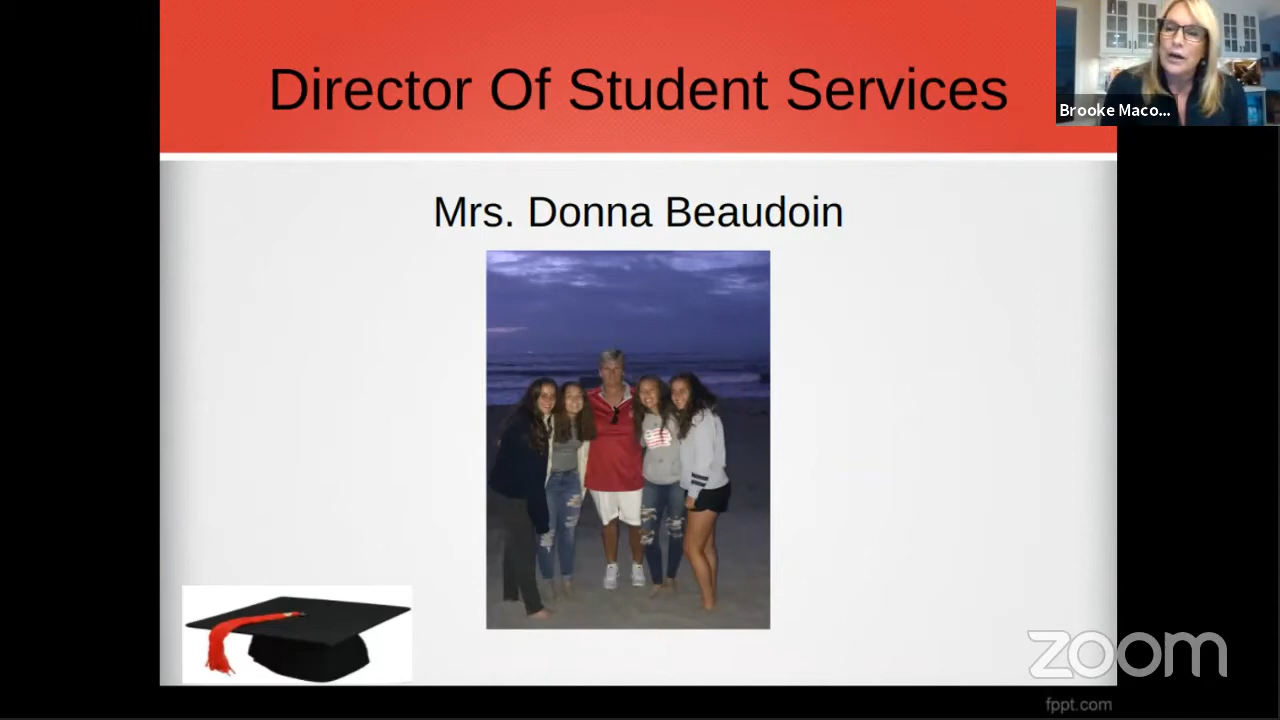 Director Of Student Services
Brooke Maco...
Mrs. Donna Beaudoin
zoom
fppt.com